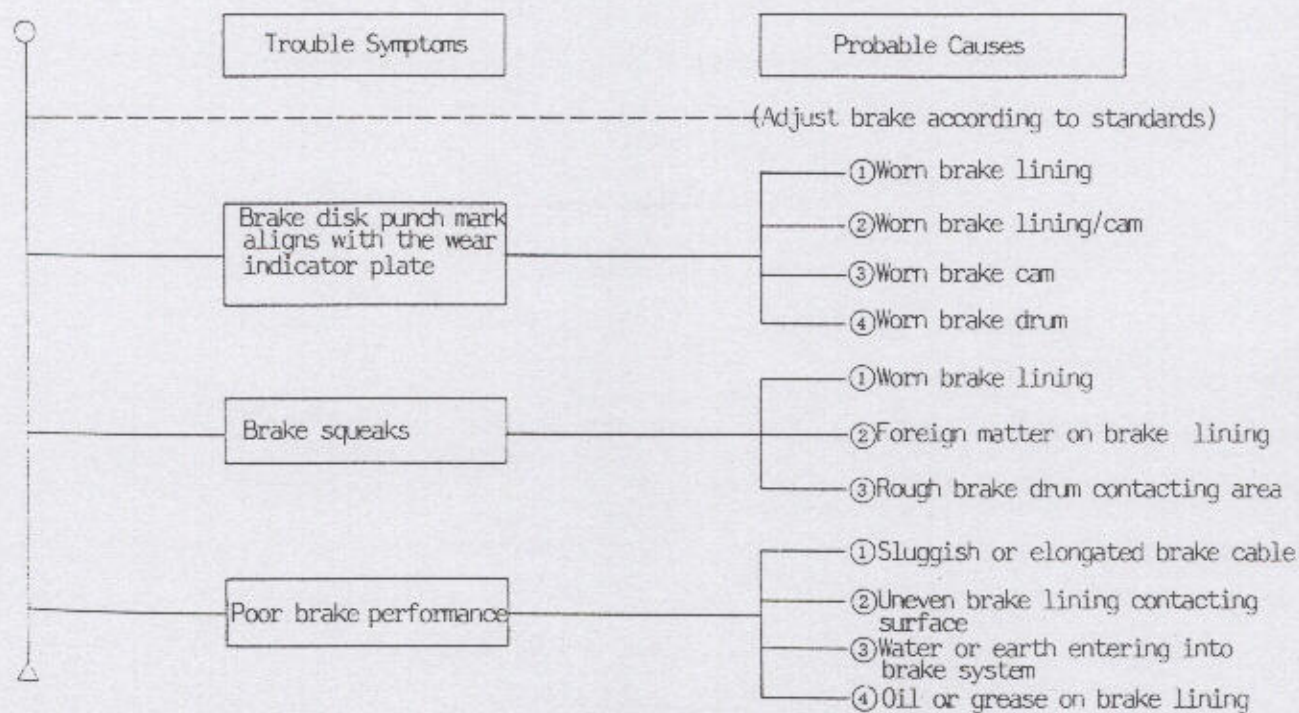 Trouble Symptoms
Probable Causes
(Adjust brake according to standards)
Brake disk punch mark
aligns with the wear
indicator plate
①Worn brake lining
②Worn brake lining/cam
③Worn brake cam
④Worn brake drum
Brake squeaks
①Worn brake lining
②Foreign matter on brake lining
③Rough brake drum contacting area
Poor brake performance
①Sluggish or elongated brake cable
②Uneven brake lining contacting
surface
③Water or earth entering into
brake system
④Oil or grease on brake lining